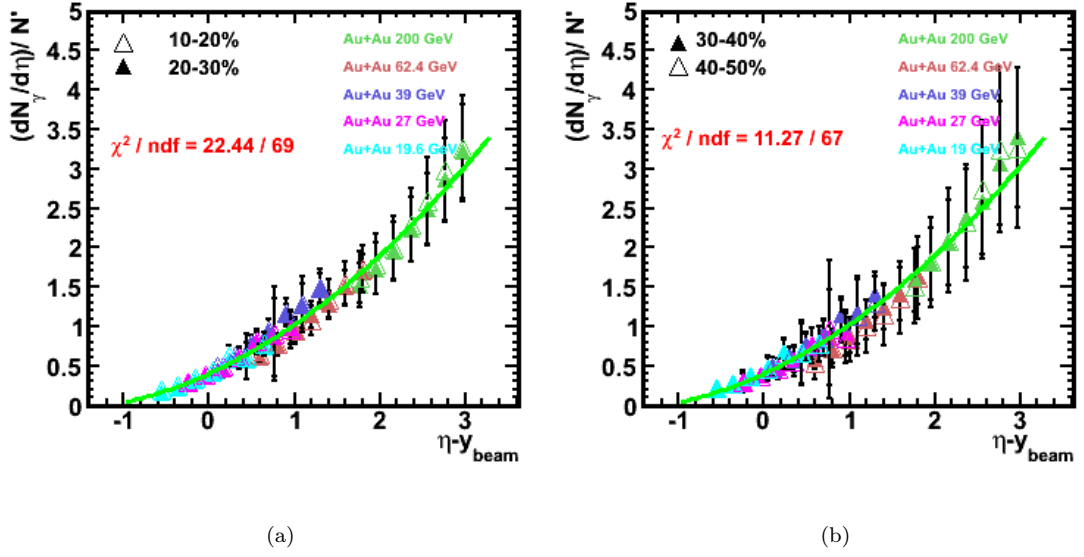 (dN_γ/dη)/ N'
5
4.5
4
3.5
3
2.5
2
1.5
1
0.5
0
10-20%
20-30%
Au+Au 200 GeV
Au+Au 62.4 GeV
Au+Au 39 GeV
Au+Au 27 GeV
Au+Au 19.6 GeV
χ² / ndf = 22.44 / 69
-1 0 1 2 3
η-y_beam
(a)
(dN_γ/dη)/ N'
5
4.5
4
3.5
3
2.5
2
1.5
1
0.5
0
30-40%
40-50%
Au+Au 200 GeV
Au+Au 62.4 GeV
Au+Au 39 GeV
Au+Au 27 GeV
Au+Au 19 GeV
χ² / ndf = 11.27 / 67
-1 0 1 2 3
η-y_beam
(b)